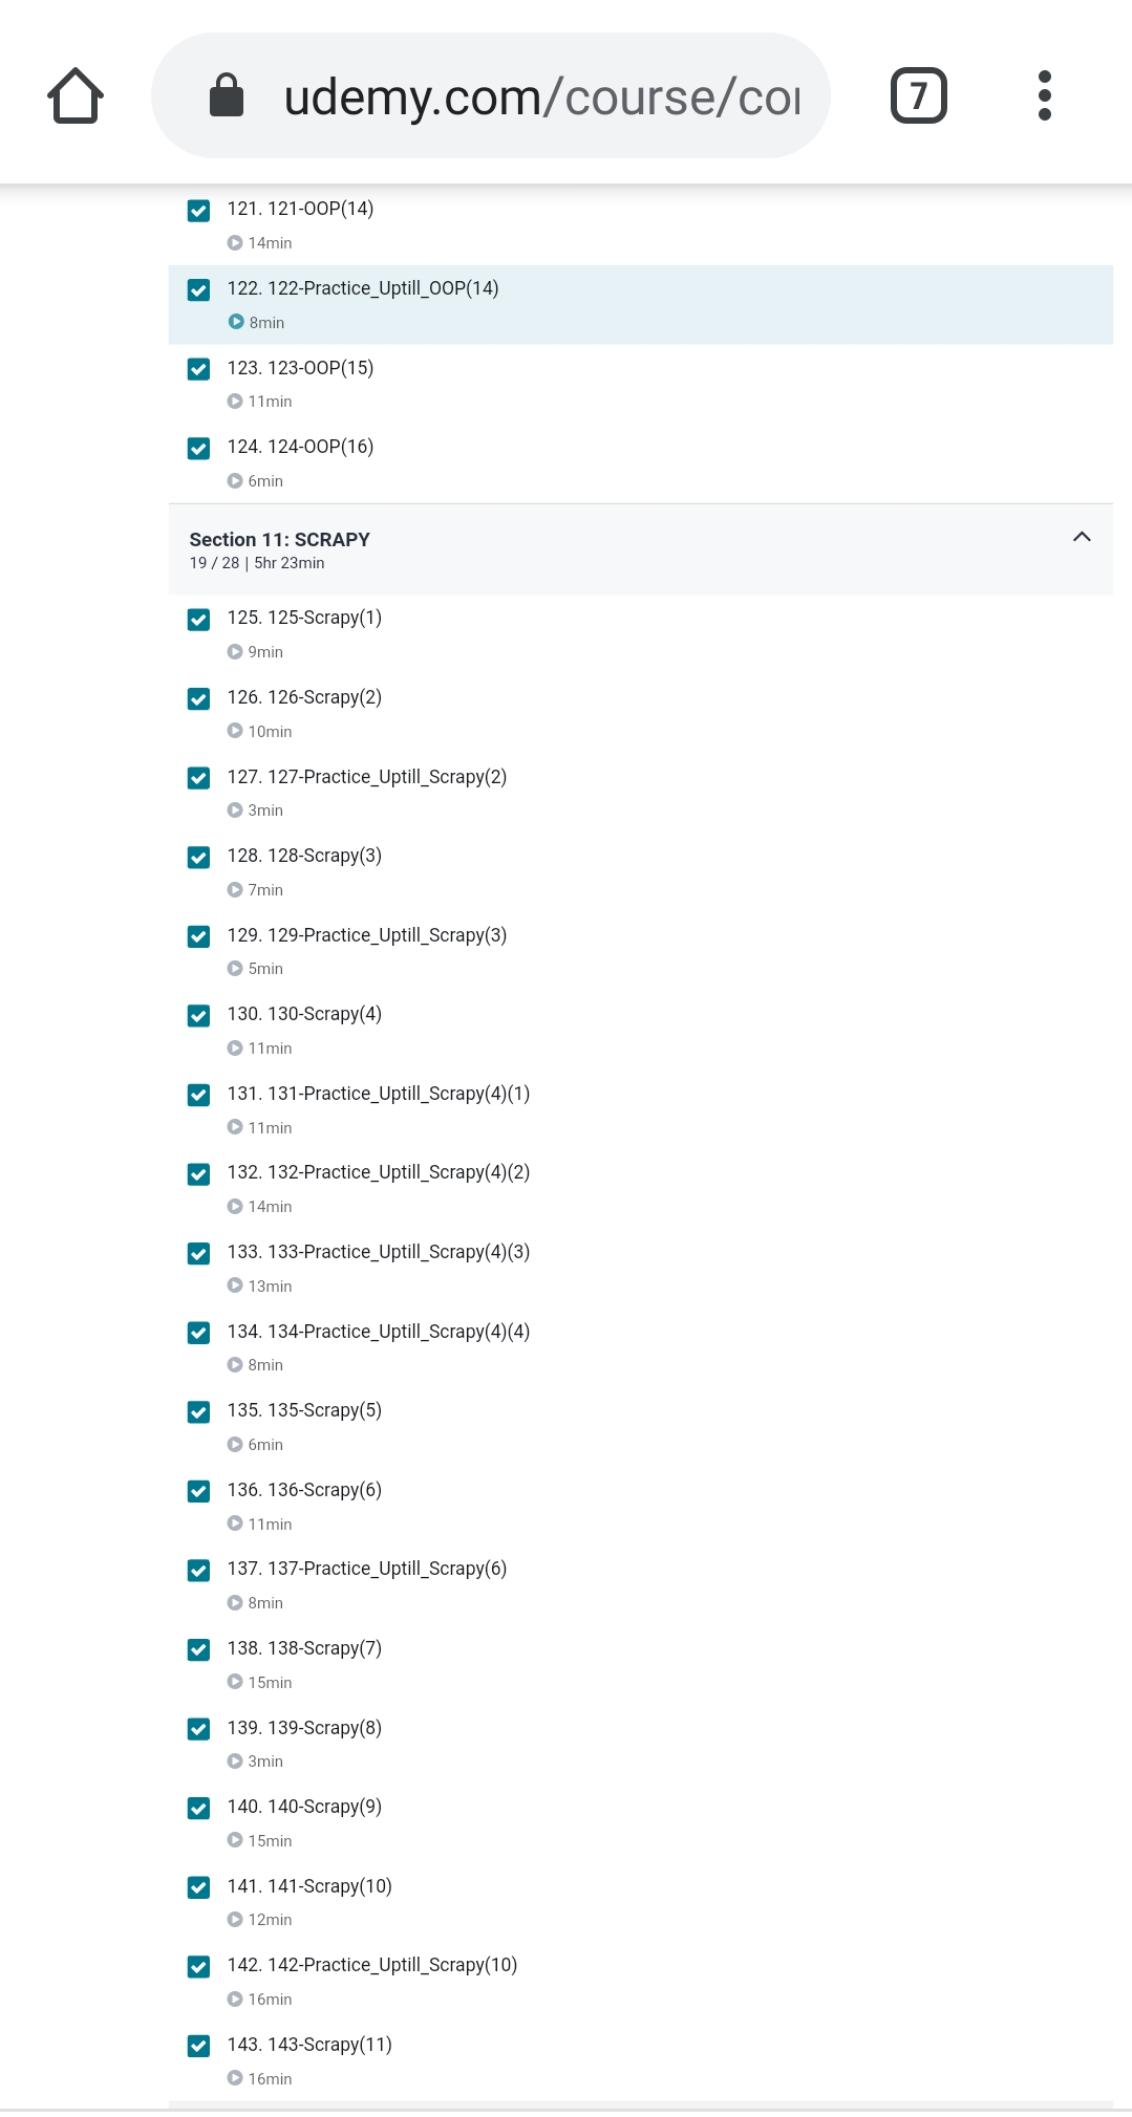 udemy.com/course/co
7
121. 121-OOP(14)
14min
122. 122-Practice_Uptill_OOP(14)
8min
123. 123-OOP(15)
11min
124. 124-OOP(16)
6min
Section 11: SCRAPY
19 / 28 | 5hr 23min
125. 125-Scrapy(1)
9min
126. 126-Scrapy(2)
10min
127. 127-Practice_Uptill_Scrapy(2)
3min
128. 128-Scrapy(3)
7min
129. 129-Practice_Uptill_Scrapy(3)
5min
130. 130-Scrapy(4)
11min
131. 131-Practice_Uptill_Scrapy(4)(1)
11min
132. 132-Practice_Uptill_Scrapy(4)(2)
14min
133. 133-Practice_Uptill_Scrapy(4)(3)
13min
134. 134-Practice_Uptill_Scrapy(4)(4)
8min
135. 135-Scrapy(5)
6min
136. 136-Scrapy(6)
11min
137. 137-Practice_Uptill_Scrapy(6)
8min
138. 138-Scrapy(7)
15min
139. 139-Scrapy(8)
3min
140. 140-Scrapy(9)
15min
141. 141-Scrapy(10)
12min
142. 142-Practice_Uptill_Scrapy(10)
16min
143. 143-Scrapy(11)
16min